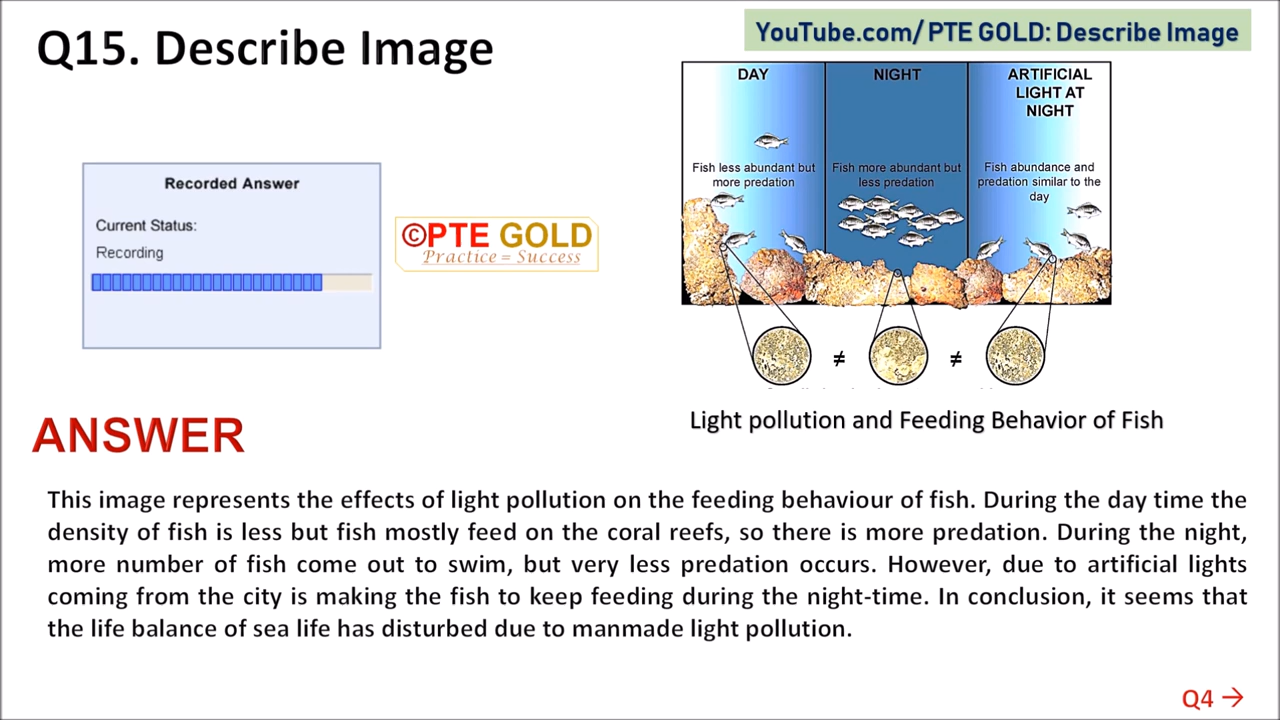 Q15. Describe Image
YouTube.com/ PTE GOLD: Describe Image
DAY
NIGHT
ARTIFICIAL
LIGHT AT
NIGHT
Fish less abundant but
more predation
Fish more abundant but
less predation
Fish abundance and
predation similar to the
day
Recorded Answer
Current Status:
Recording
©PTE GOLD
Practice = Success
≠
≠
Light pollution and Feeding Behavior of Fish
ANSWER
This image represents the effects of light pollution on the feeding behaviour of fish. During the day time the
density of fish is less but fish mostly feed on the coral reefs, so there is more predation. During the night,
more number of fish come out to swim, but very less predation occurs. However, due to artificial lights
coming from the city is making the fish to keep feeding during the night-time. In conclusion, it seems that
the life balance of sea life has disturbed due to manmade light pollution.
Q4 →